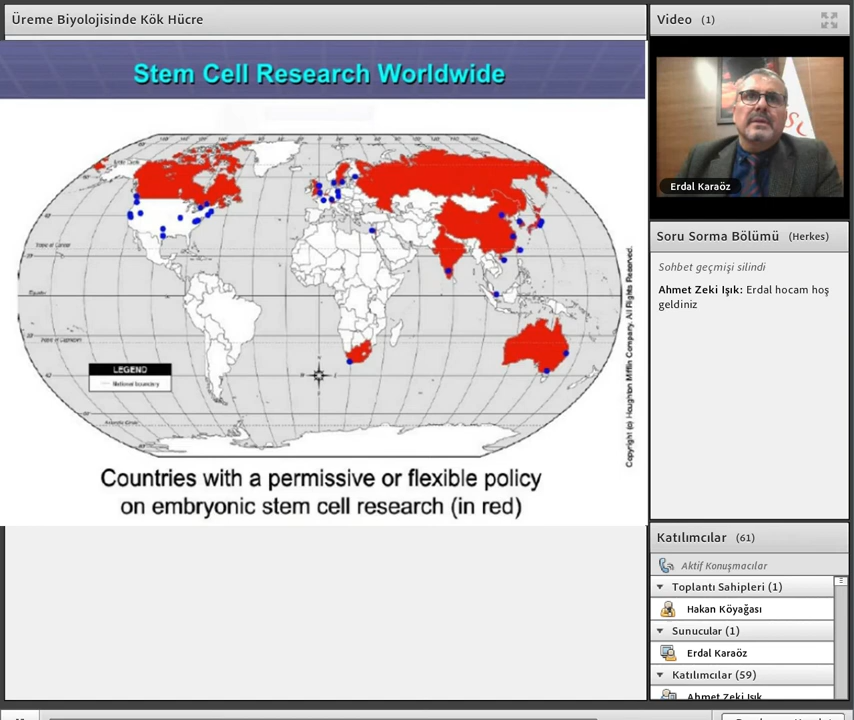 Üreme Biyolojisinde Kök Hücre
Stem Cell Research Worldwide
LEGEND
National boundary
Copyright (c) Houghton Mifflin Company. All Rights Reserved.
Countries with a permissive or flexible policy
on embryonic stem cell research (in red)
Video (1)
Erdal Karaöz
Soru Sorma Bölümü (Herkes)
Sohbet geçmişi silindi
Ahmet Zeki Işık: Erdal hocam hoş
geldiniz
Katılımcılar (61)
Aktif Konuşmacılar
Toplantı Sahipleri (1)
Hakan Köyağası
Sunucular (1)
Erdal Karaöz
Katılımcılar (59)
Ahmet Zeki Işık